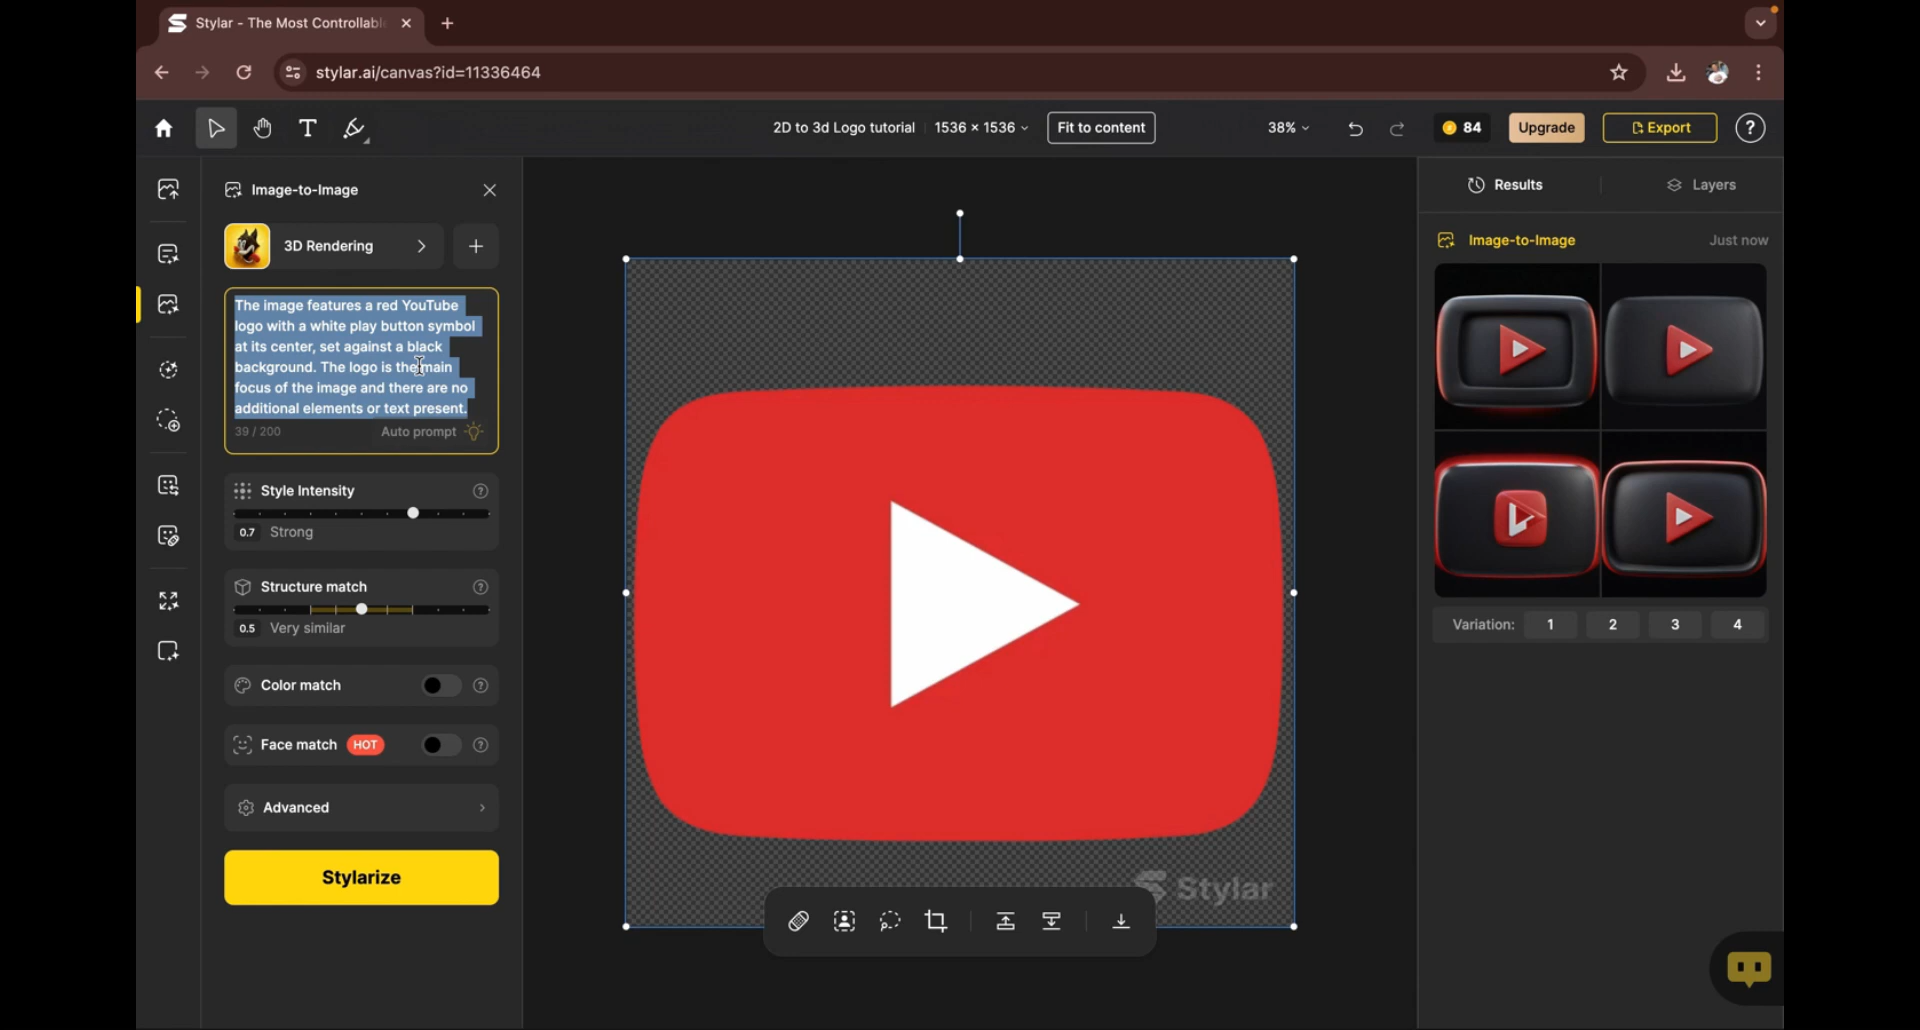 Stylar - The Most Controllabl
stylar.ai/canvas?id=11336464
2D to 3d Logo tutorial
1536 × 1536
Fit to content
38%
84
Upgrade
Export
?
Image-to-Image
3D Rendering
The image features a red YouTube
logo with a white play button symbol
at its center, set against a black
background. The logo is the main
focus of the image and there are no
additional elements or text present.
39 / 200
Auto prompt
Style Intensity
?
0.7 Strong
Structure match
?
0.5 Very similar
Color match
?
Face match HOT
?
Advanced
Stylarize
Stylar
Results
Layers
Image-to-Image
Just now
Variation: 1 2 3 4